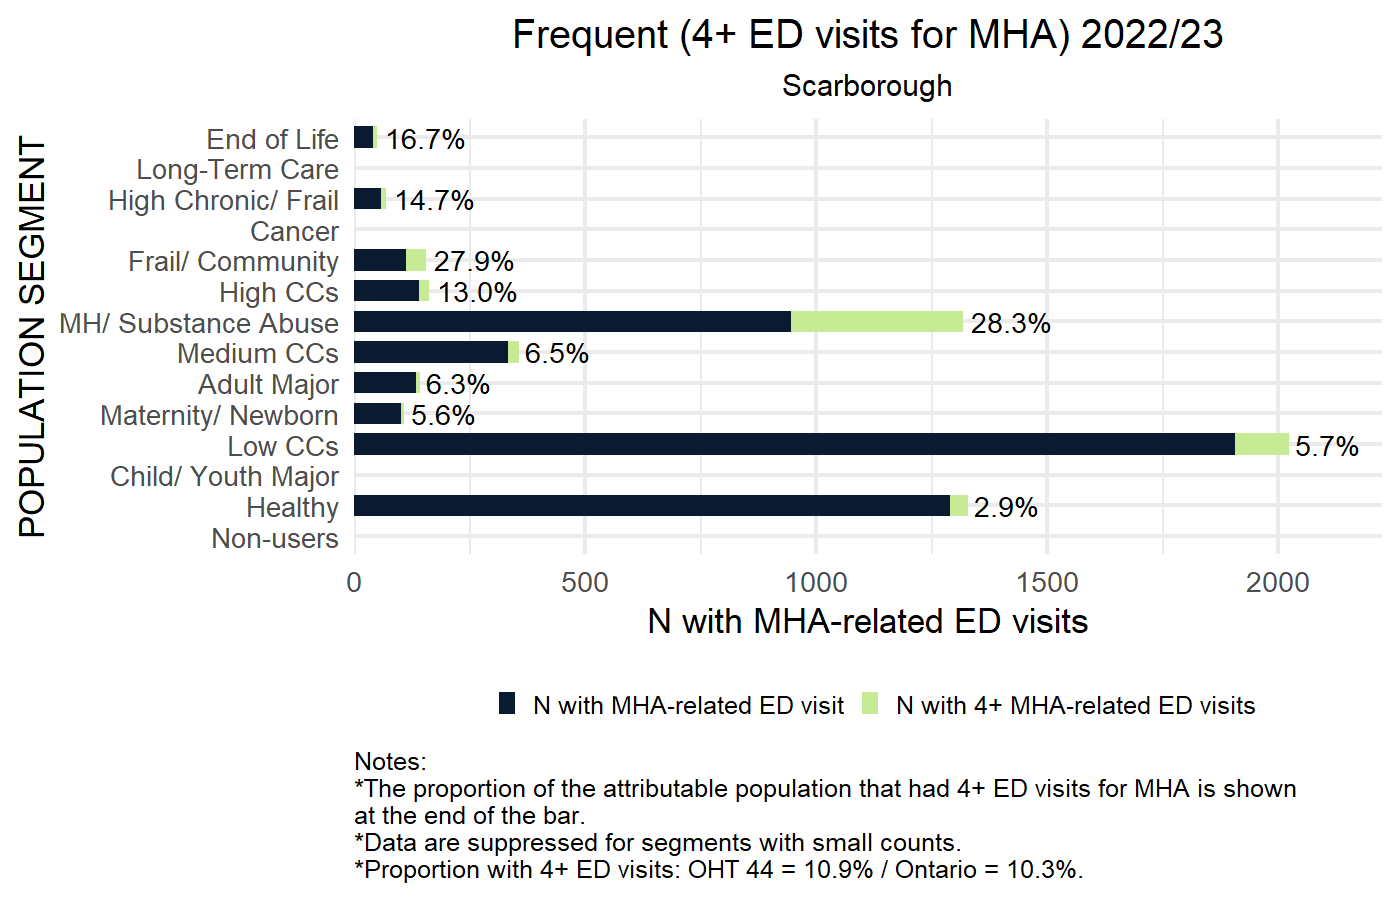 Frequent (4+ ED visits for MHA) 2022/23
Scarborough
POPULATION SEGMENT
End of Life 16.7%
Long-Term Care
High Chronic/ Frail 14.7%
Cancer
Frail/ Community 27.9%
High CCs 13.0%
MH/ Substance Abuse 28.3%
Medium CCs 6.5%
Adult Major 6.3%
Maternity/ Newborn 5.6%
Low CCs 5.7%
Child/ Youth Major
Healthy 2.9%
Non-users
0 500 1000 1500 2000
N with MHA-related ED visits
N with MHA-related ED visit N with 4+ MHA-related ED visits
Notes:
*The proportion of the attributable population that had 4+ ED visits for MHA is shown
at the end of the bar.
*Data are suppressed for segments with small counts.
*Proportion with 4+ ED visits: OHT 44 = 10.9% / Ontario = 10.3%.